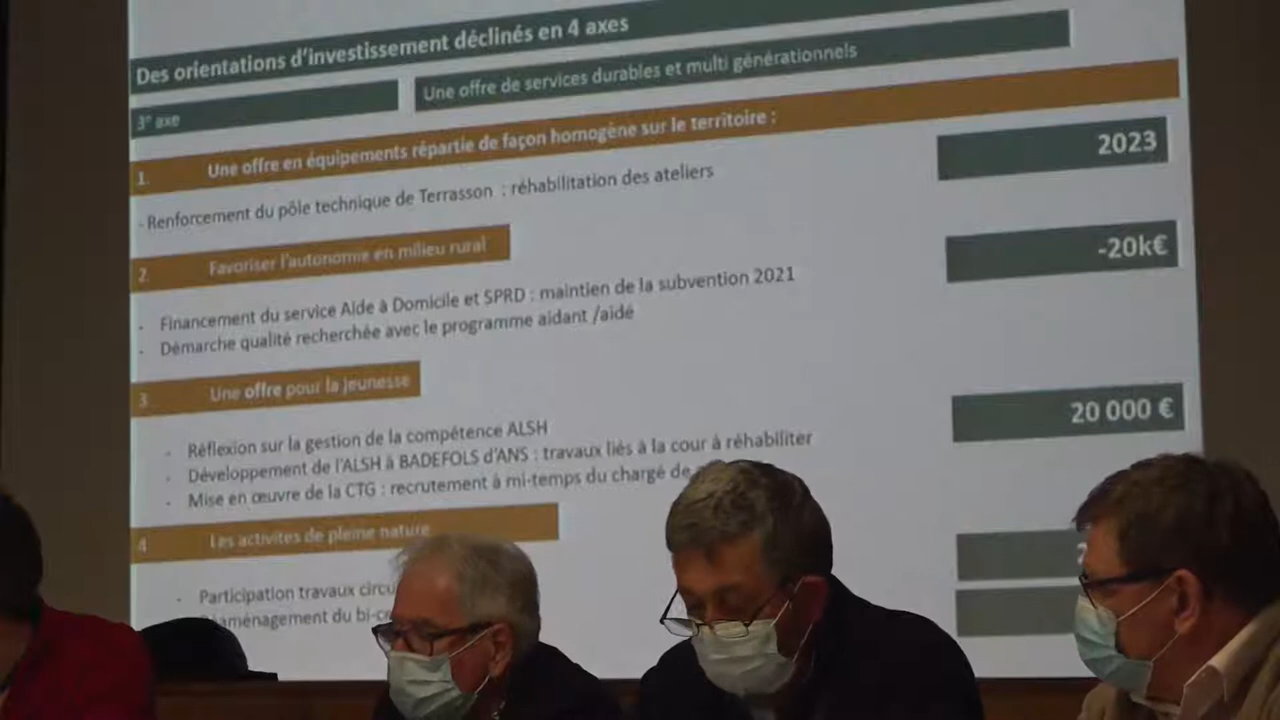 Des orientations d'investissement déclinés en 4 axes
3° axe
Une offre de services durables et multi générationnels
1. Une offre en équipements répartie de façon homogène sur le territoire :
2023
- Renforcement du pôle technique de Terrasson : réhabilitation des ateliers
2. Favoriser l'autonomie en milieu rural
-20k€
- Financement du service Aide à Domicile et SPRD : maintien de la subvention 2021
- Démarche qualité recherchée avec le programme aidant /aidé
3 Une offre pour la jeunesse
20 000 €
- Réflexion sur la gestion de la compétence ALSH
- Développement de l'ALSH à BADEFOLS d'ANS : travaux liés à la cour à réhabiliter
- Mise en œuvre de la CTG : recrutement à mi-temps du chargé de
4 Les activites de pleine nature
- Participation travaux
du